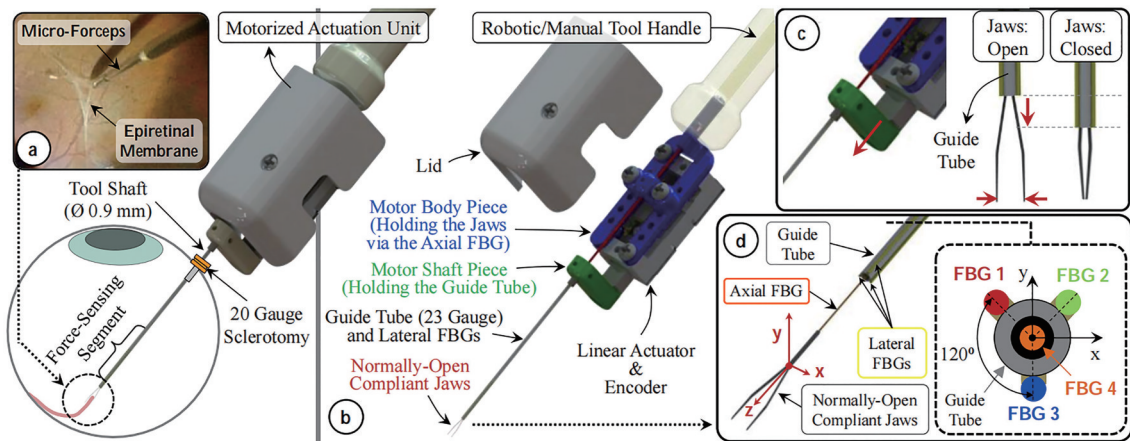 Micro-Forceps
Epiretinal
Membrane
a
Motorized Actuation Unit
Tool Shaft
(Ø 0.9 mm)
Force-Sensing
Segment
20 Gauge
Sclerotomy
Robotic/Manual Tool Handle
Lid
Motor Body Piece
(Holding the Jaws
via the Axial FBG)
Motor Shaft Piece
(Holding the Guide Tube)
Guide Tube (23 Gauge)
and Lateral FBGs
Normally-Open
Compliant Jaws
Linear Actuator
&
Encoder
b
c
Jaws:
Open
Jaws:
Closed
Guide
Tube
d
Guide
Tube
Axial FBG
Lateral
FBGs
y
x
z
Normally-Open
Compliant Jaws
FBG 1
y
FBG 2
x
120º
Guide
Tube
FBG 3
FBG 4